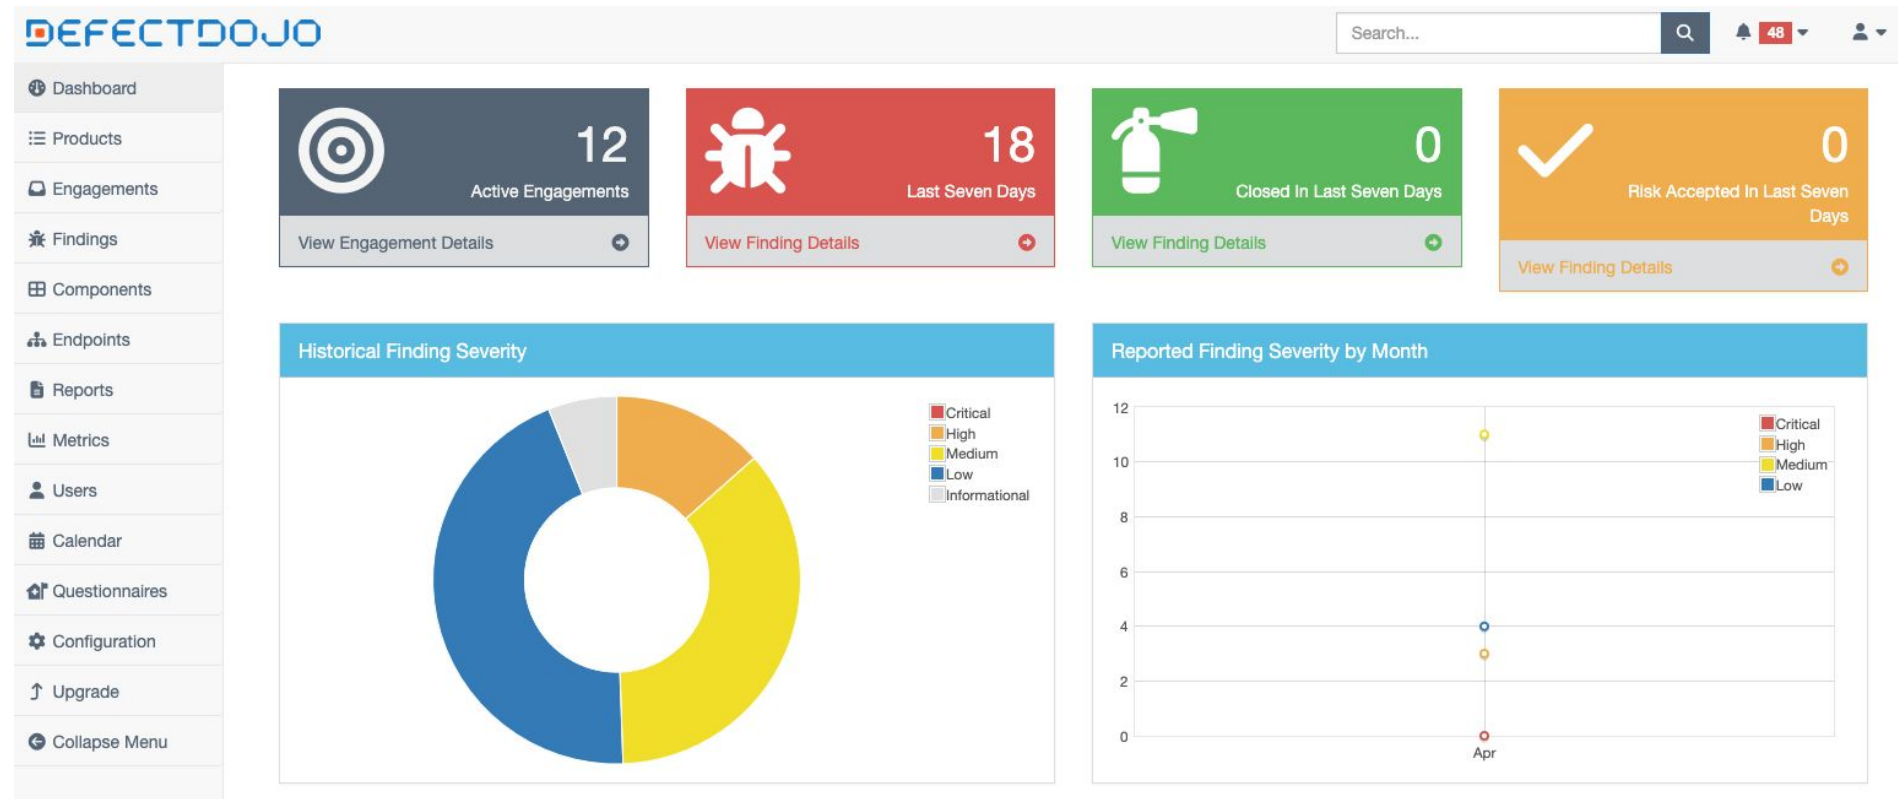 DEFECTDOJO
Search...
48
Dashboard
Products
Engagements
Findings
Components
Endpoints
Reports
Metrics
Users
Calendar
Questionnaires
Configuration
Upgrade
Collapse Menu
12
Active Engagements
View Engagement Details
18
Last Seven Days
View Finding Details
0
Closed In Last Seven Days
View Finding Details
0
Risk Accepted In Last Seven
Days
View Finding Details
Historical Finding Severity
Critical
High
Medium
Low
Informational
Reported Finding Severity by Month
12
10
8
6
4
2
0
Apr
Critical
High
Medium
Low